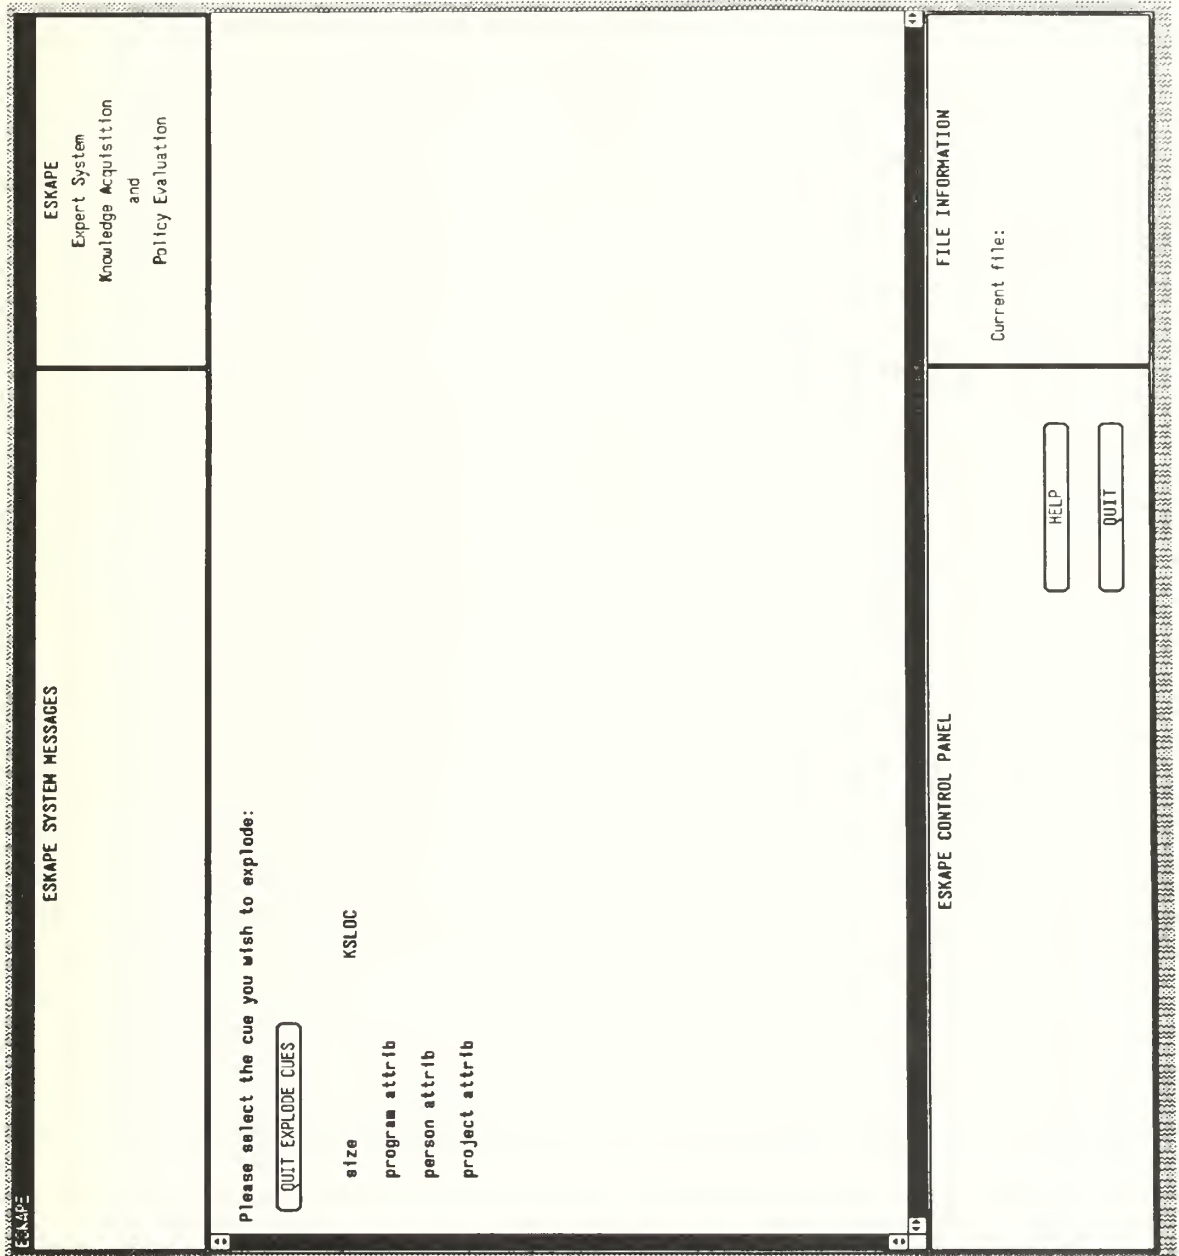 ESKAPE
ESKAPE SYSTEM MESSAGES
ESKAPE
Expert System
Knowledge Acquisition
and
Policy Evaluation
Please select the cue you wish to explode:
QUIT EXPLODE CUES
size KSLOC
program attrib
person attrib
project attrib
ESKAPE CONTROL PANEL
HELP
QUIT
FILE INFORMATION
Current file: